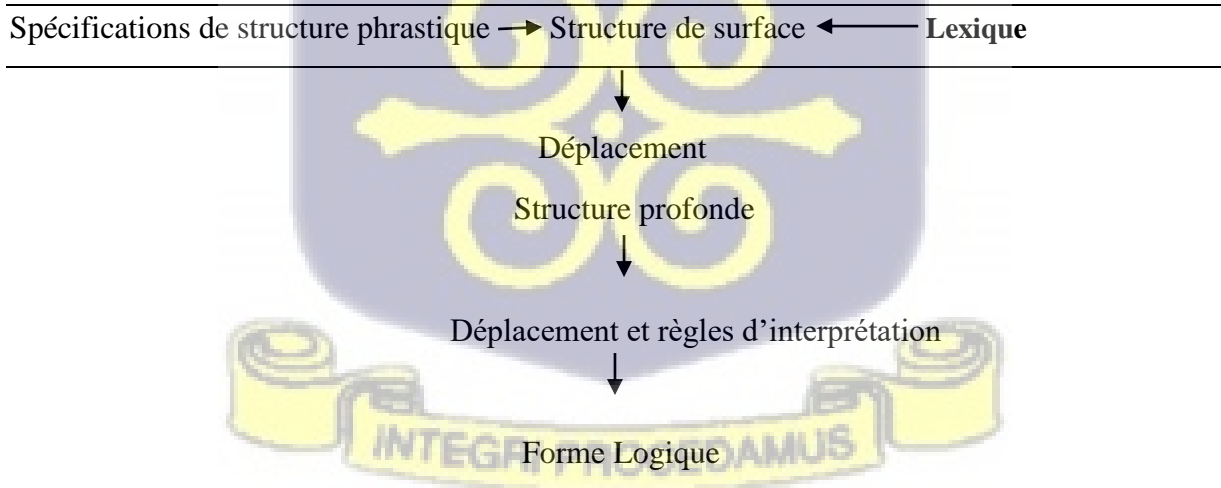 Spécifications de structure phrastique Structure de surface Lexique
Déplacement
Structure profonde
Déplacement et règles d’interprétation
Forme Logique
INTEGRI PROCEDAMUS